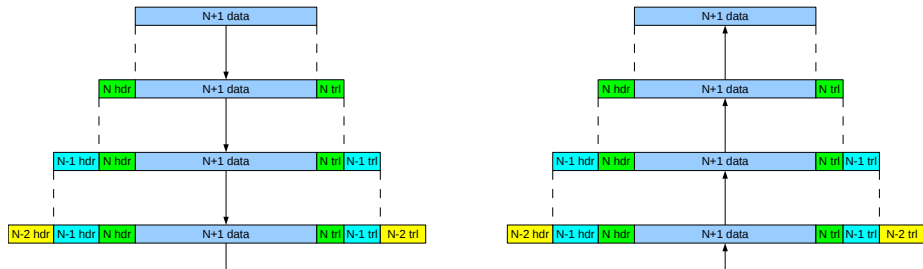 N+1 data
N+1 data
N hdr N+1 data N trl
N hdr N+1 data N trl
N-1 hdr N hdr N+1 data N trl N-1 trl
N-1 hdr N hdr N+1 data N trl N-1 trl
N-2 hdr N-1 hdr N hdr N+1 data N trl N-1 trl N-2 trl
N-2 hdr N-1 hdr N hdr N+1 data N trl N-1 trl N-2 trl